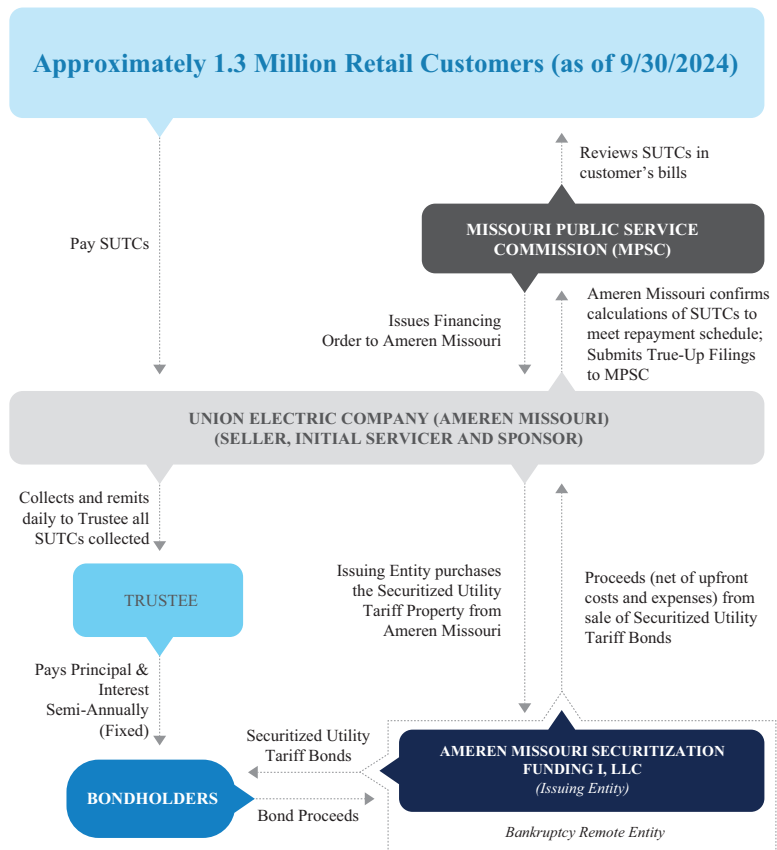 Approximately 1.3 Million Retail Customers (as of 9/30/2024)
Reviews SUTCs in
customer’s bills
Pay SUTCs
MISSOURI PUBLIC SERVICE
COMMISSION (MPSC)
Issues Financing
Order to Ameren Missouri
Ameren Missouri confirms
calculations of SUTCs to
meet repayment schedule;
Submits True-Up Filings
to MPSC
UNION ELECTRIC COMPANY (AMEREN MISSOURI)
(SELLER, INITIAL SERVICER AND SPONSOR)
Collects and remits
daily to Trustee all
SUTCs collected
TRUSTEE
Issuing Entity purchases
the Securitized Utility
Tariff Property from
Ameren Missouri
Proceeds (net of upfront
costs and expenses) from
sale of Securitized Utility
Tariff Bonds
Pays Principal &
Interest
Semi-Annually
(Fixed)
Securitized Utility
Tariff Bonds
BONDHOLDERS
Bond Proceeds
AMEREN MISSOURI SECURITIZATION
FUNDING I, LLC
(Issuing Entity)
Bankruptcy Remote Entity